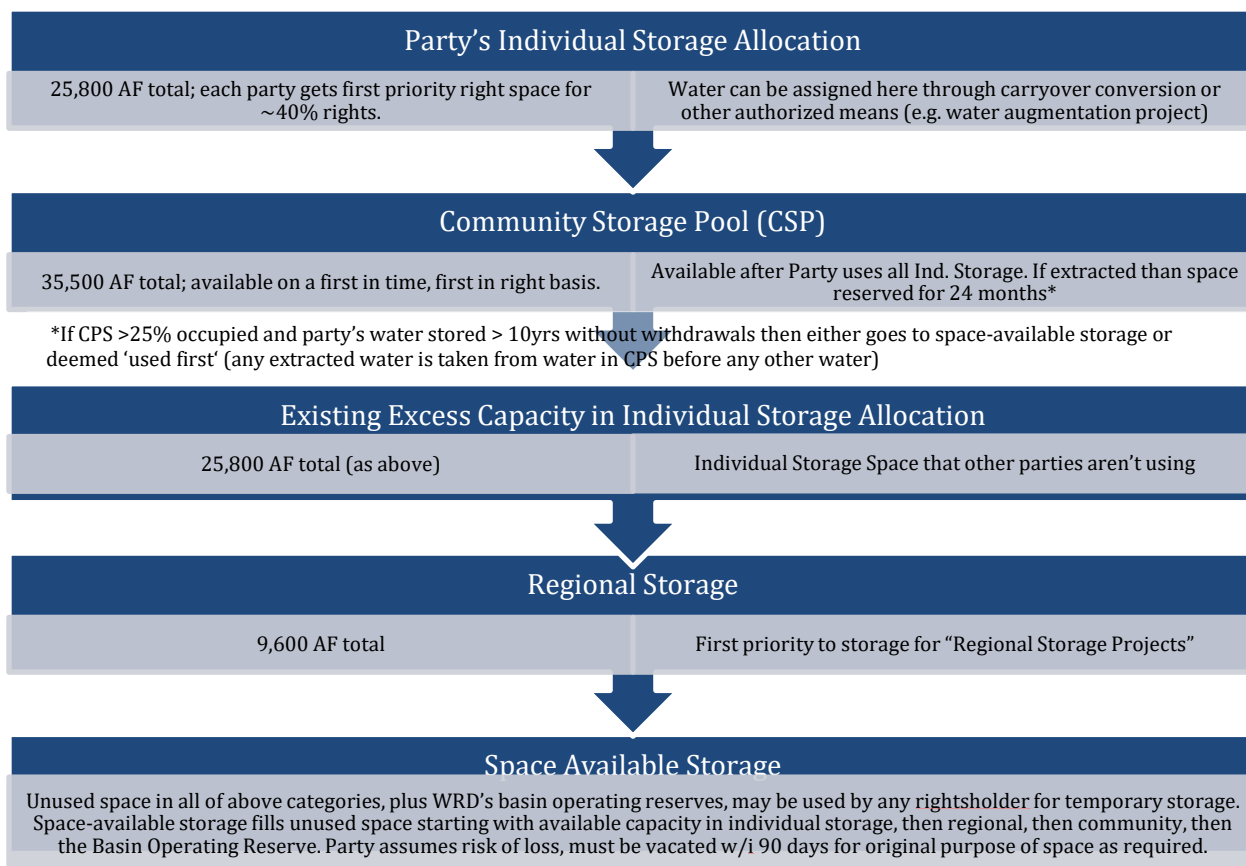 Party’s Individual Storage Allocation
25,800 AF total; each party gets first priority right space for
~40% rights.
Water can be assigned here through carryover conversion or
other authorized means (e.g. water augmentation project)
Community Storage Pool (CSP)
35,500 AF total; available on a first in time, first in right basis.
Available after Party uses all Ind. Storage. If extracted than space
reserved for 24 months*
*If CPS >25% occupied and party’s water stored > 10yrs without withdrawals then either goes to space-available storage or
deemed ‘used first‘ (any extracted water is taken from water in CPS before any other water)
Existing Excess Capacity in Individual Storage Allocation
25,800 AF total (as above)
Individual Storage Space that other parties aren’t using
Regional Storage
9,600 AF total
First priority to storage for “Regional Storage Projects”
Space Available Storage
Unused space in all of above categories, plus WRD’s basin operating reserves, may be used by any rightsholder for temporary storage.
Space-available storage fills unused space starting with available capacity in individual storage, then regional, then community, then
the Basin Operating Reserve. Party assumes risk of loss, must be vacated w/i 90 days for original purpose of space as required.